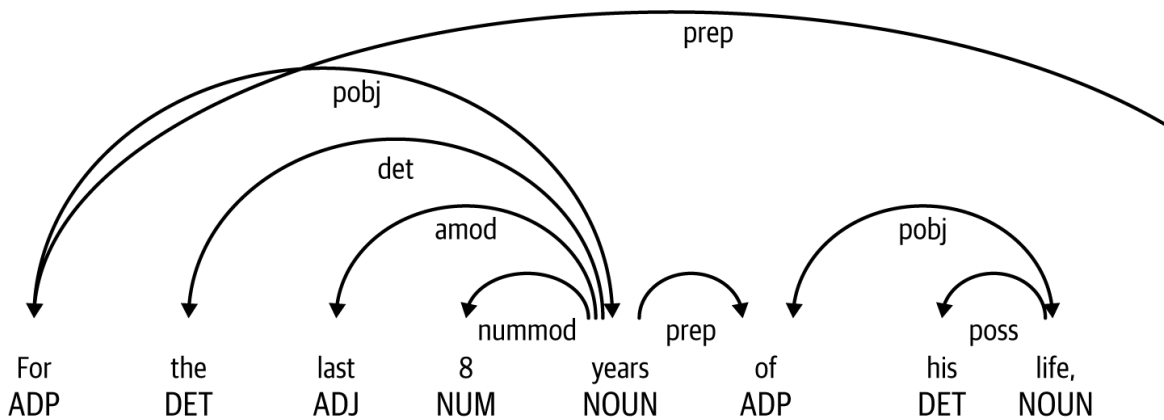 prep
pobj
det
amod
pobj
nummod prep poss
For the last 8 years of his life,
ADP DET ADJ NUM NOUN ADP DET NOUN